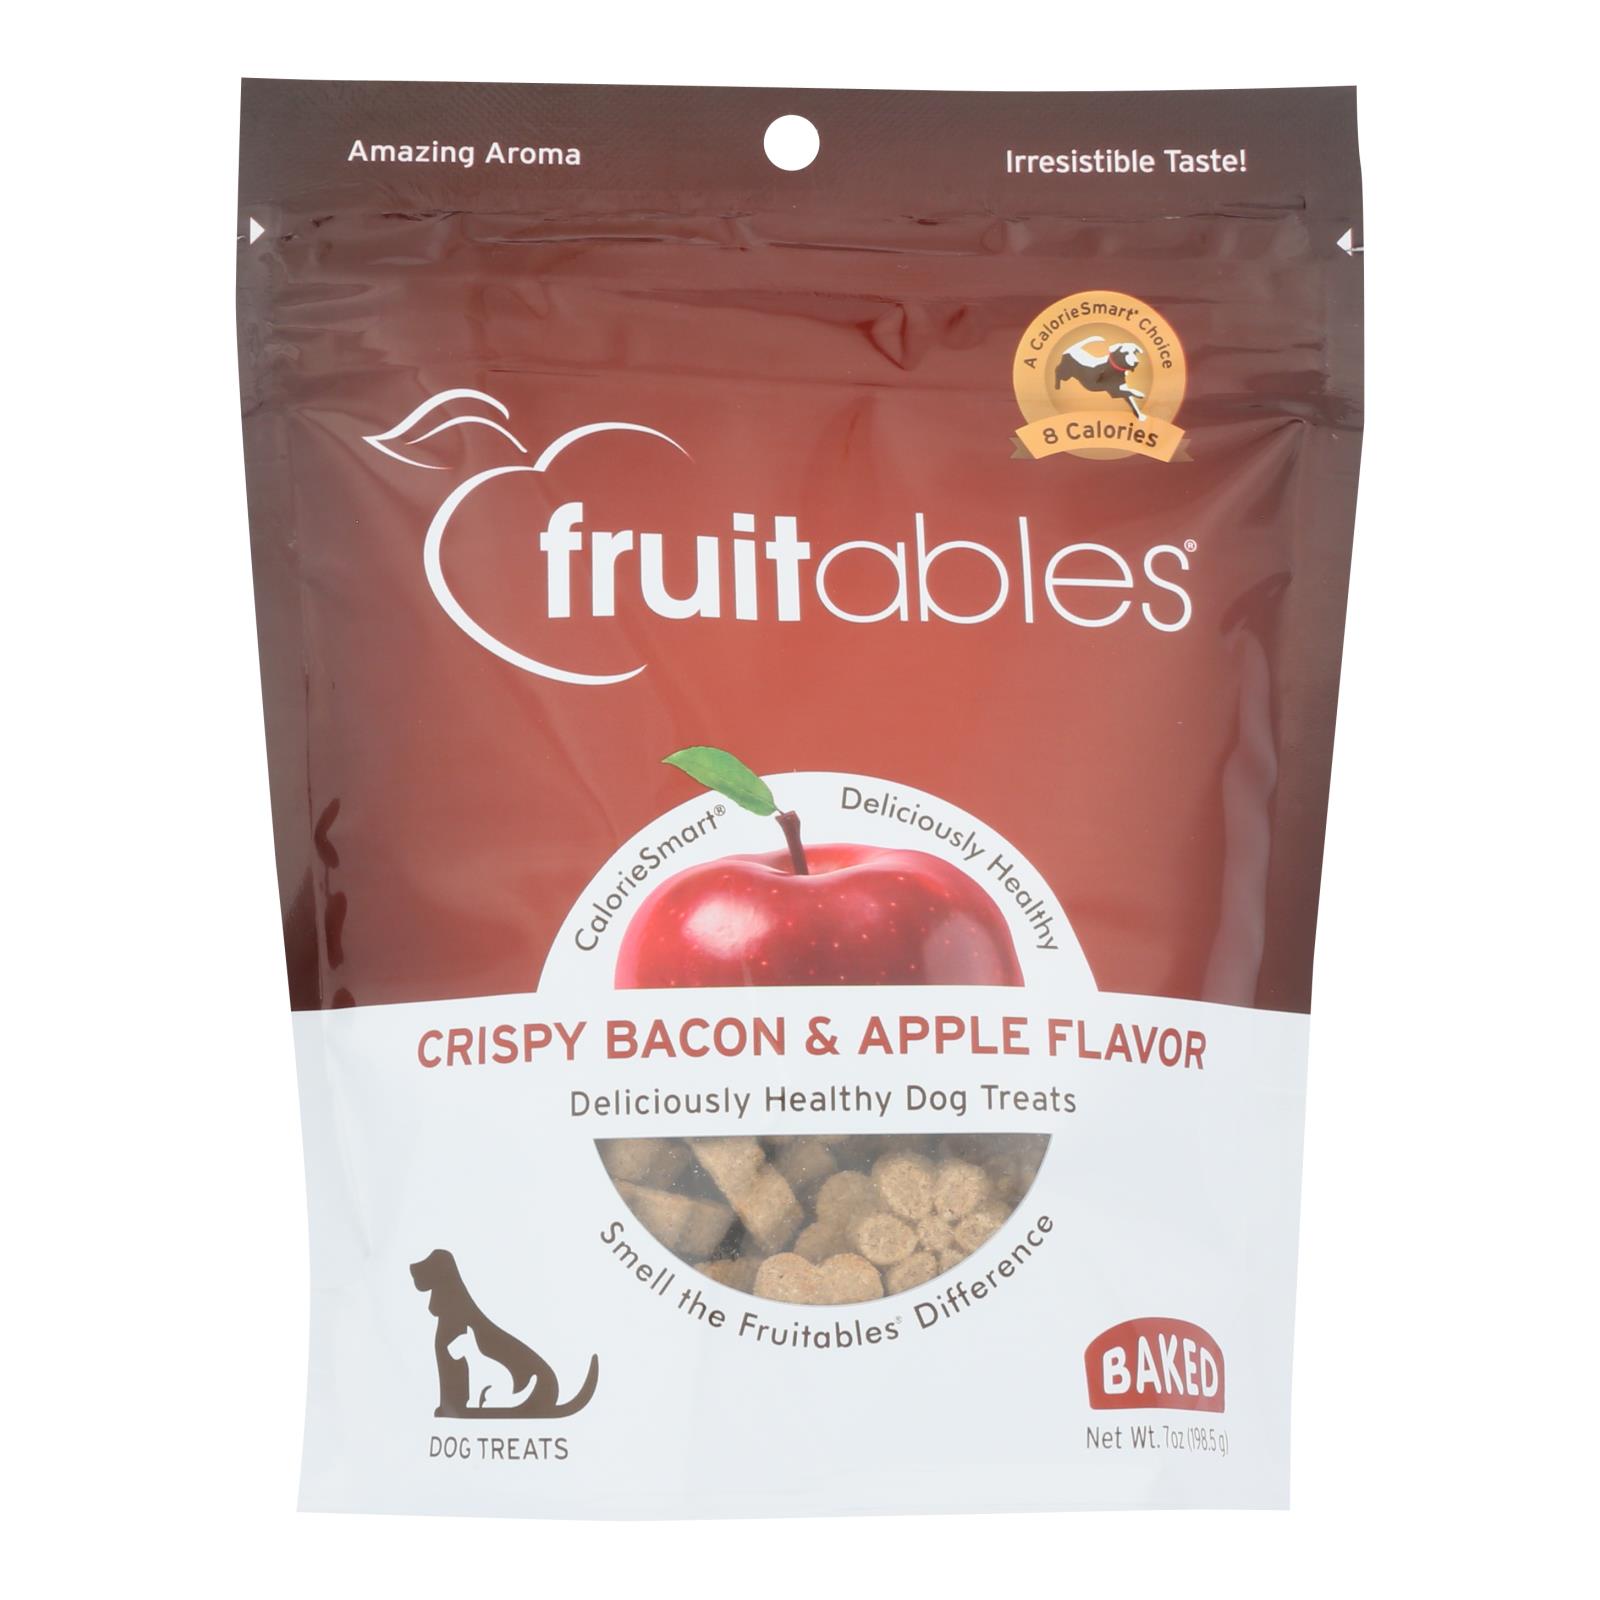 Amazing Aroma
Irresistible Taste!
A CalorieSmart® Choice
8 Calories
fruitables®
CalorieSmart®
Deliciously Healthy
CRISPY BACON & APPLE FLAVOR
Deliciously Healthy Dog Treats
Smell the Fruitables® Difference
BAKED
DOG TREATS
Net Wt. 7oz (198.5 g)